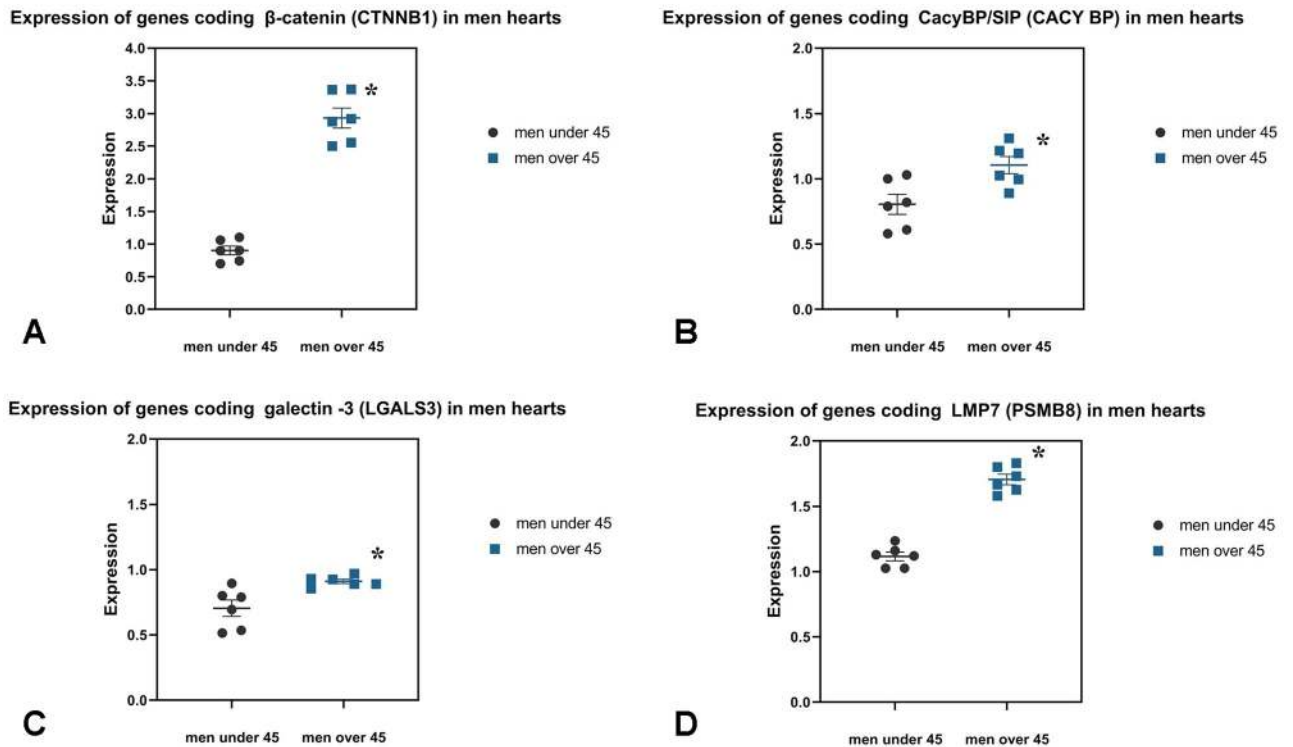 Expression of genes coding β-catenin (CTNNB1) in men hearts
4.0
3.5
3.0
2.5
2.0
1.5
1.0
0.5
0.0
Expression
*
men under 45
men over 45
men under 45
men over 45
A
Expression of genes coding CacyBP/SIP (CACY BP) in men hearts
2.0
1.5
1.0
0.5
0.0
Expression
*
men under 45
men over 45
men under 45
men over 45
B
Expression of genes coding galectin -3 (LGALS3) in men hearts
2.0
1.5
1.0
0.5
0.0
Expression
*
men under 45
men over 45
men under 45
men over 45
C
Expression of genes coding LMP7 (PSMB8) in men hearts
2.0
1.5
1.0
0.5
0.0
Expression
*
men under 45
men over 45
men under 45
men over 45
D